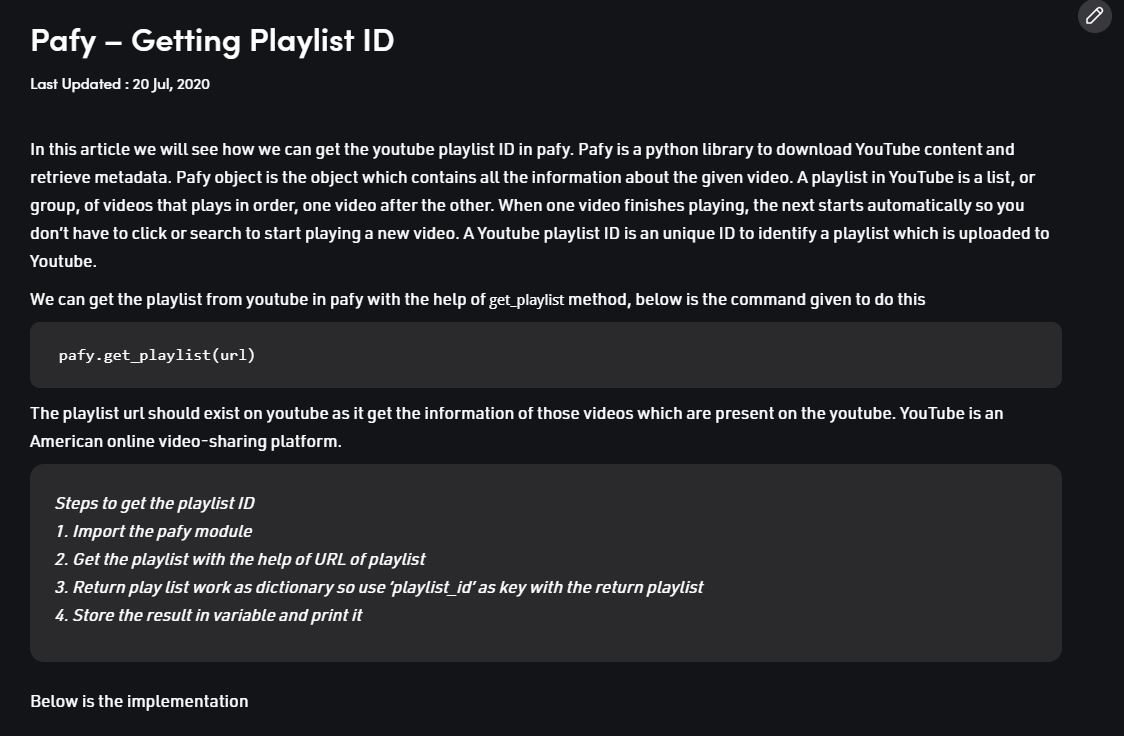 Pafy – Getting Playlist ID
Last Updated : 20 Jul, 2020
In this article we will see how we can get the youtube playlist ID in pafy. Pafy is a python library to download YouTube content and
retrieve metadata. Pafy object is the object which contains all the information about the given video. A playlist in YouTube is a list, or
group, of videos that plays in order, one video after the other. When one video finishes playing, the next starts automatically so you
don’t have to click or search to start playing a new video. A Youtube playlist ID is an unique ID to identify a playlist which is uploaded to
Youtube.
We can get the playlist from youtube in pafy with the help of get_playlist method, below is the command given to do this
pafy.get_playlist(url)
The playlist url should exist on youtube as it get the information of those videos which are present on the youtube. YouTube is an
American online video-sharing platform.
Steps to get the playlist ID
1. Import the pafy module
2. Get the playlist with the help of URL of playlist
3. Return play list work as dictionary so use ‘playlist_id’ as key with the return playlist
4. Store the result in variable and print it
Below is the implementation